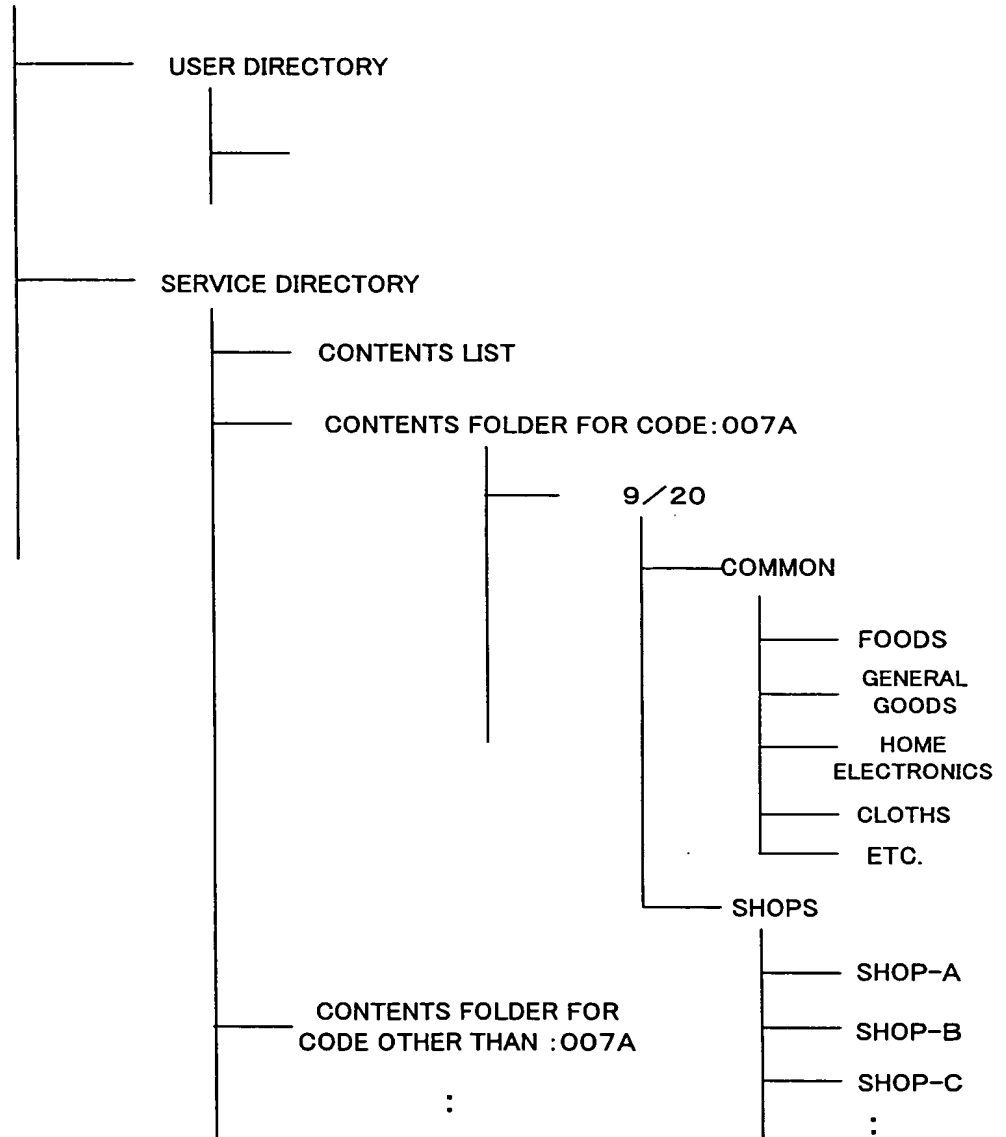 USER DIRECTORY
SERVICE DIRECTORY
CONTENTS LIST
CONTENTS FOLDER FOR CODE:007A
9/20
COMMON
FOODS
GENERAL
GOODS
HOME
ELECTRONICS
CLOTHS
ETC.
SHOPS
SHOP-A
CONTENTS FOLDER FOR
CODE OTHER THAN :007A
SHOP-B
SHOP-C
:
: